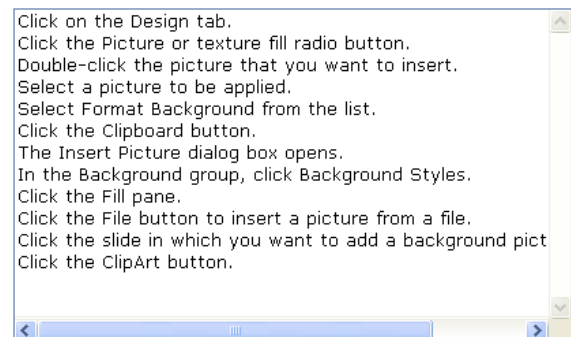 Click on the Design tab.
Click the Picture or texture fill radio button.
Double-click the picture that you want to insert.
Select a picture to be applied.
Select Format Background from the list.
Click the Clipboard button.
The Insert Picture dialog box opens.
In the Background group, click Background Styles.
Click the Fill pane.
Click the File button to insert a picture from a file.
Click the slide in which you want to add a background pict
Click the ClipArt button.